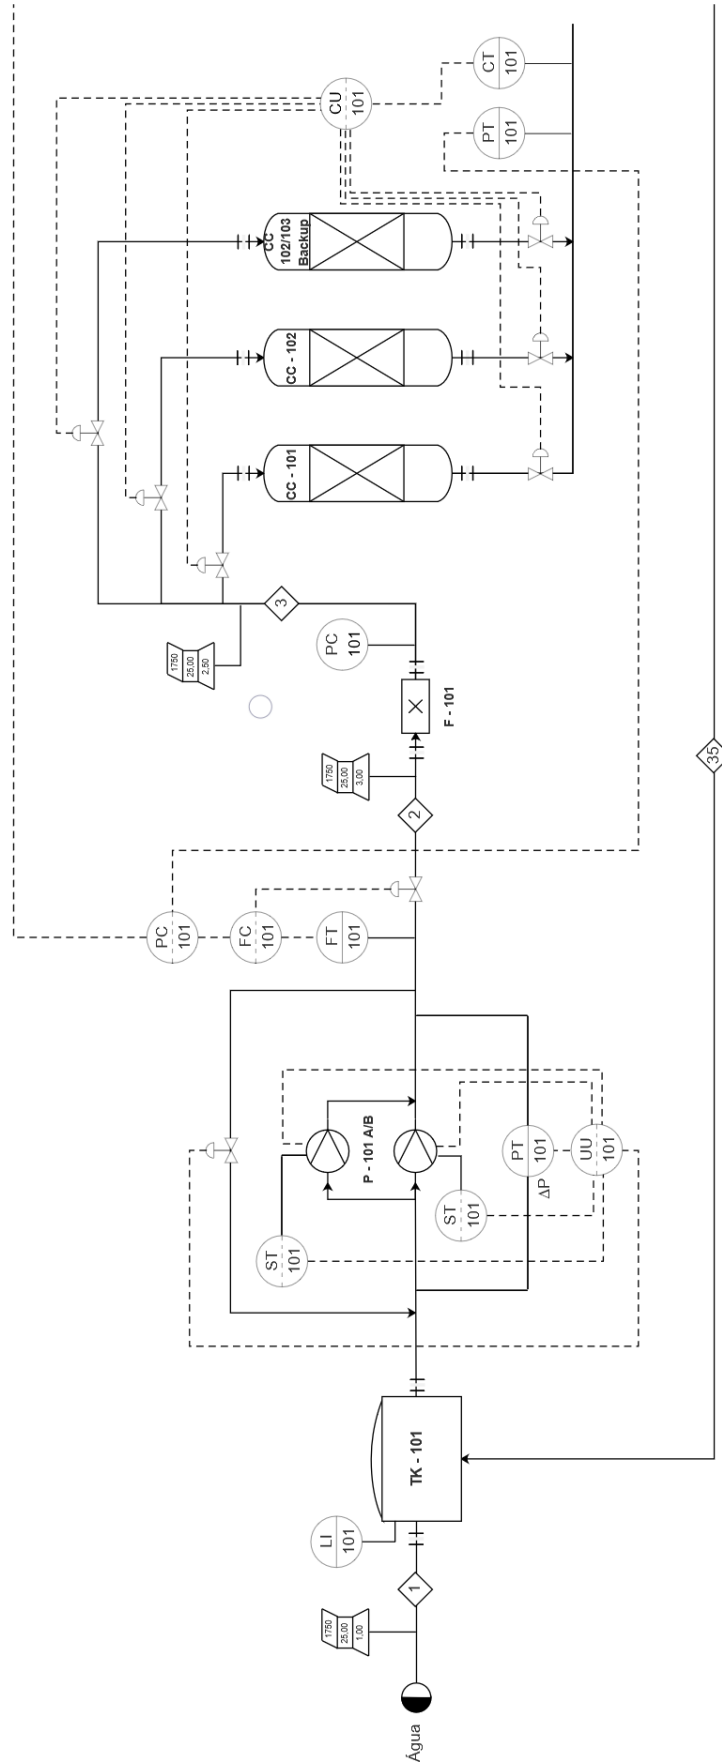 Água
1750
25.00
1.00
1
LI
101
TK - 101
ST
101
P - 101 A/B
ST
101
PT
101
ΔP
UU
101
PC
101
FC
101
FT
101
2
1750
25.00
3.00
F - 101
PC
101
3
1750
25.00
2.50
CC - 101
CC - 102
CC
102/103
Backup
CU
101
PT
101
CT
101
35